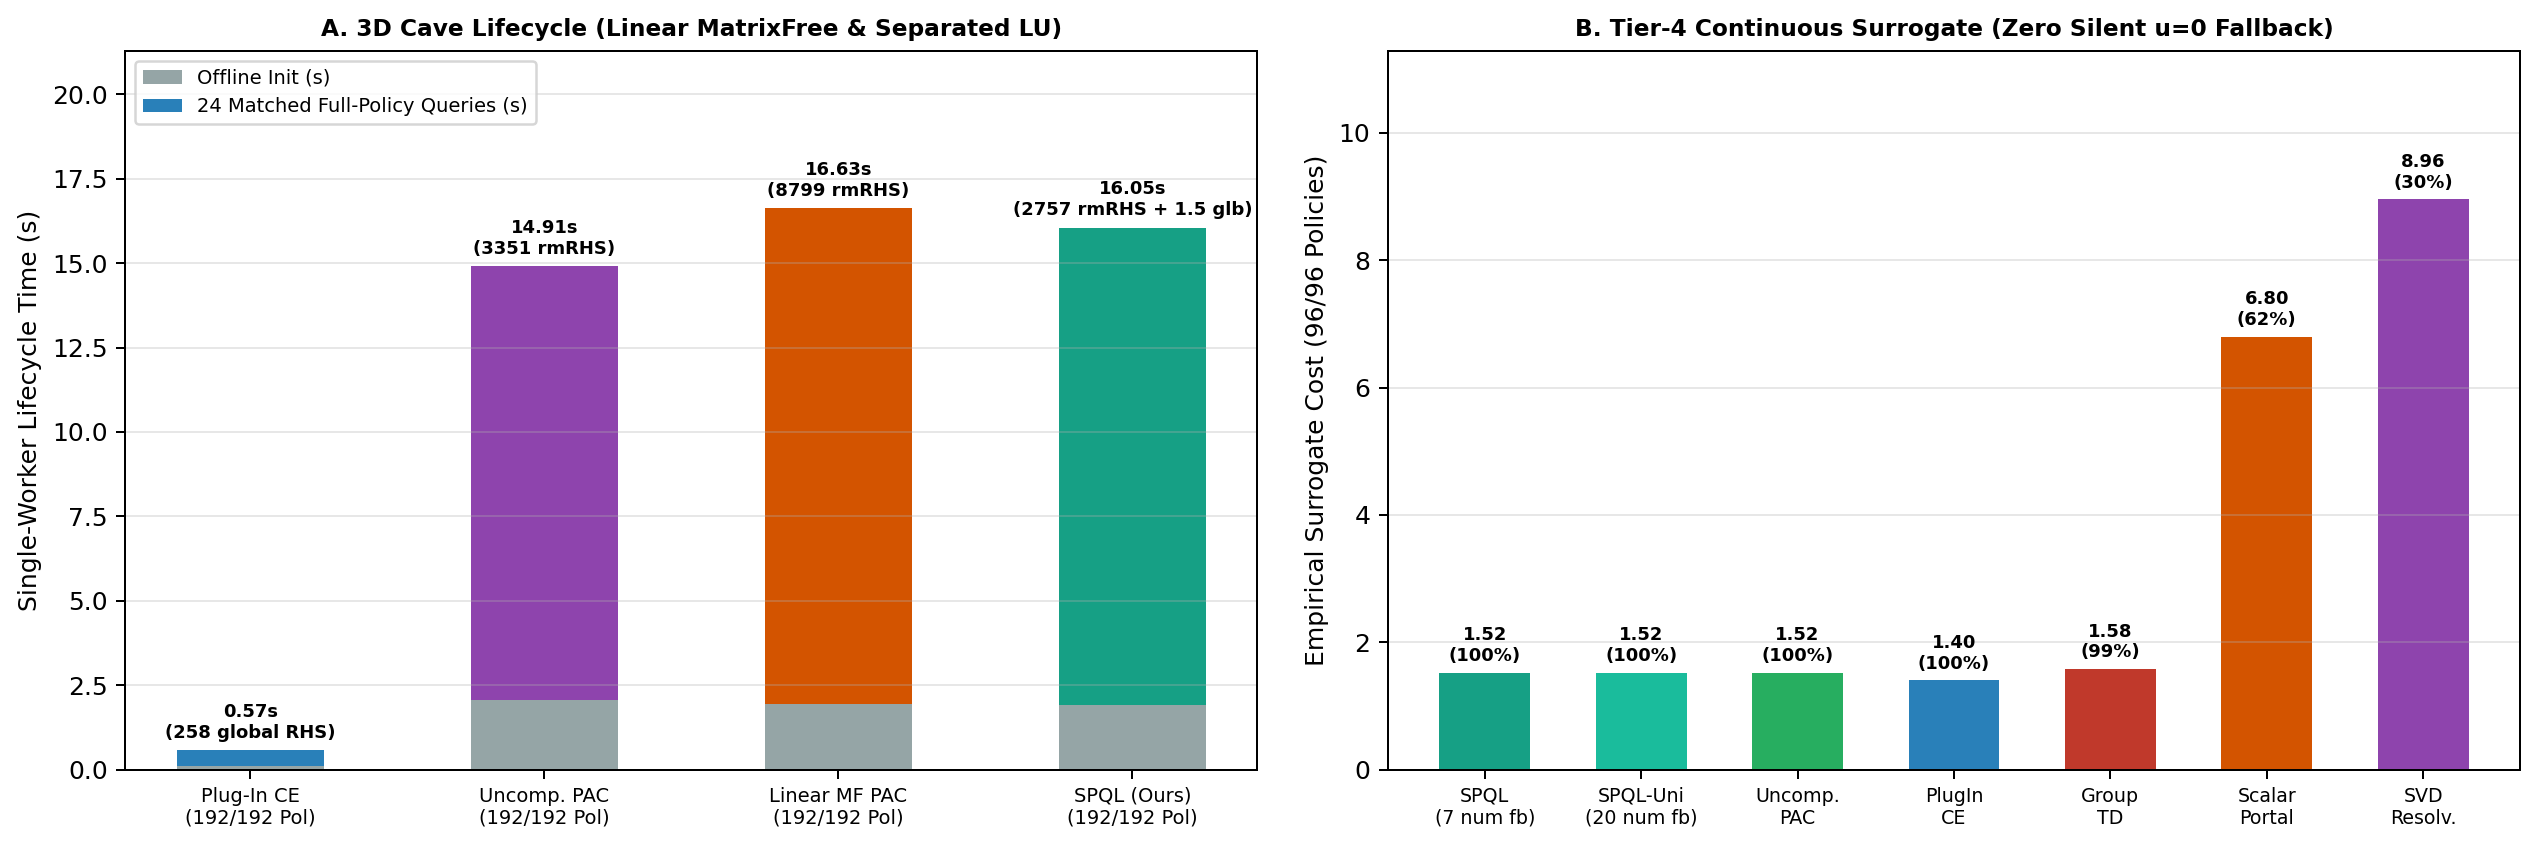 A. 3D Cave Lifecycle (Linear MatrixFree & Separated LU)
Single-Worker Lifecycle Time (s)
20.0
17.5
15.0
12.5
10.0
7.5
5.0
2.5
0.0
Offline Init (s)
24 Matched Full-Policy Queries (s)
0.57s
(258 global RHS)
14.91s
(3351 rmRHS)
16.63s
(8799 rmRHS)
16.05s
(2757 rmRHS + 1.5 glb)
Plug-In CE
(192/192 Pol)
Uncomp. PAC
(192/192 Pol)
Linear MF PAC
(192/192 Pol)
SPQL (Ours)
(192/192 Pol)
B. Tier-4 Continuous Surrogate (Zero Silent u=0 Fallback)
Empirical Surrogate Cost (96/96 Policies)
10
8
6
4
2
0
1.52
(100%)
1.52
(100%)
1.52
(100%)
1.40
(100%)
1.58
(99%)
6.80
(62%)
8.96
(30%)
SPQL
(7 num fb)
SPQL-Uni
(20 num fb)
Uncomp.
PAC
PlugIn
CE
Group
TD
Scalar
Portal
SVD
Resolv.